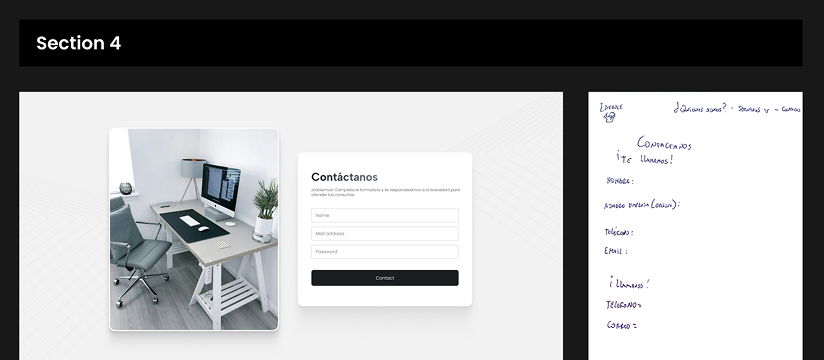 Section 4
Contáctanos
¡hablemos! Completa el formulario y te responderemos a la brevedad para
atender tus consultas.
Name
Mail address
Password
Contact
¿Quienes somos? - Servicios v - Contacto
Contactanos
¡Te llamamos!
Nombre:
Nombre empresa (opcional):
Teléfono:
Email:
¡Llamanos!
Teléfono=
Correo=